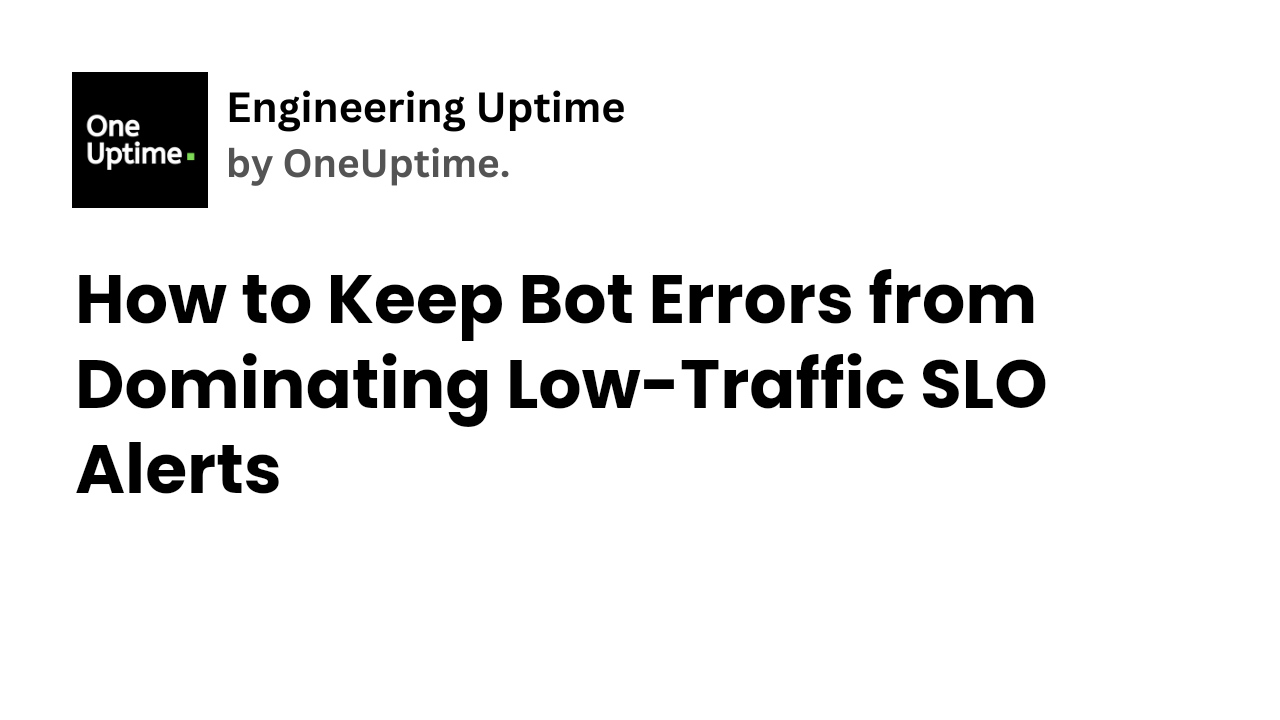 One
Uptime
Engineering Uptime
by OneUptime.
How to Keep Bot Errors from
Dominating Low-Traffic SLO
Alerts